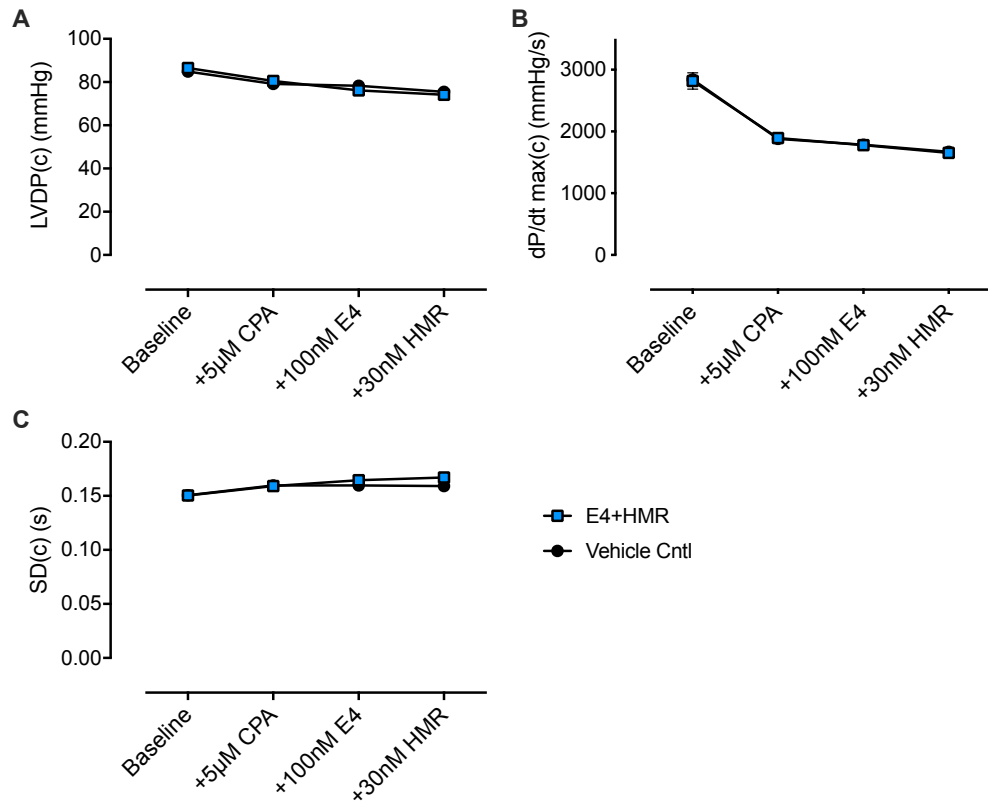 A
LVDP(c) (mmHg)
100
80
60
40
20
0
Baseline
+5µM CPA
+100nM E4
+30nM HMR
B
dP/dt max(c) (mmHg/s)
3000
2000
1000
0
Baseline
+5µM CPA
+100nM E4
+30nM HMR
C
SD(c) (s)
0.20
0.15
0.10
0.05
0.00
Baseline
+5µM CPA
+100nM E4
+30nM HMR
E4+HMR
Vehicle Cntl